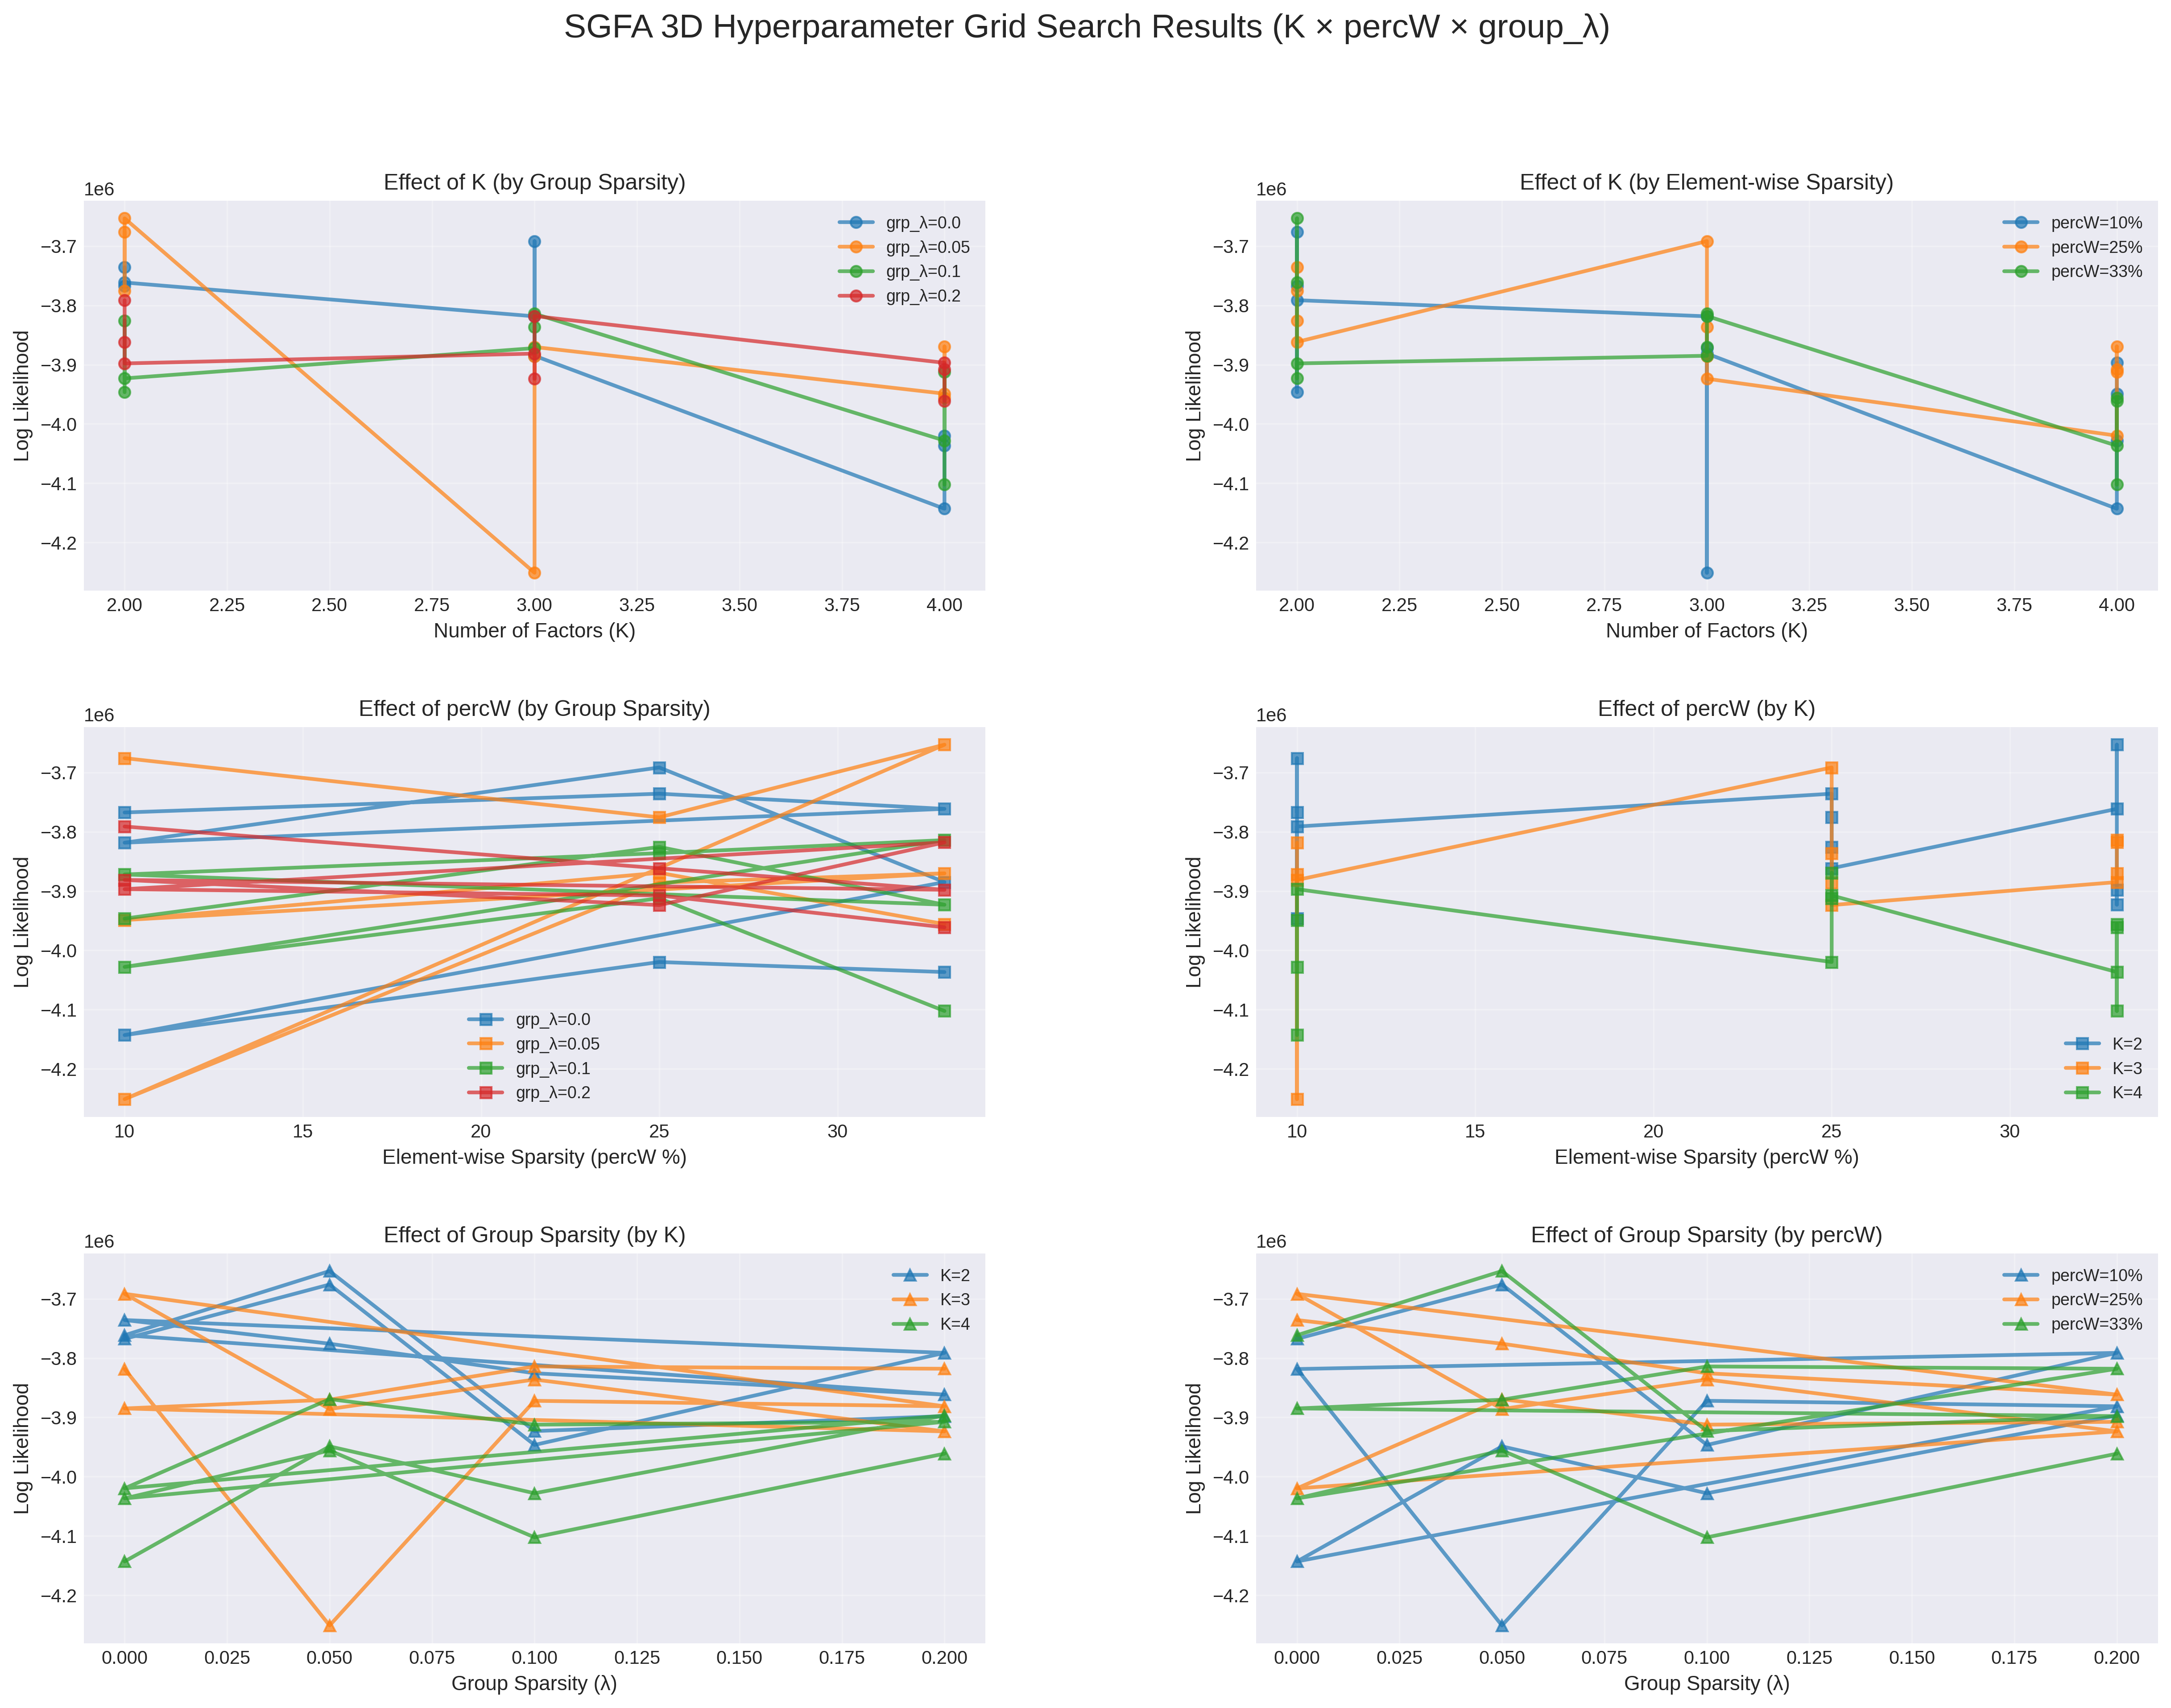 SGFA 3D Hyperparameter Grid Search Results (K × percW × group_λ)
Effect of K (by Group Sparsity)
1e6
−3.7
−3.8
−3.9
−4.0
−4.1
−4.2
Log Likelihood
grp_λ=0.0
grp_λ=0.05
grp_λ=0.1
grp_λ=0.2
2.00 2.25 2.50 2.75 3.00 3.25 3.50 3.75 4.00
Number of Factors (K)
Effect of K (by Element-wise Sparsity)
1e6
−3.7
−3.8
−3.9
−4.0
−4.1
−4.2
Log Likelihood
percW=10%
percW=25%
percW=33%
2.00 2.25 2.50 2.75 3.00 3.25 3.50 3.75 4.00
Number of Factors (K)
Effect of percW (by Group Sparsity)
1e6
−3.7
−3.8
−3.9
−4.0
−4.1
−4.2
Log Likelihood
grp_λ=0.0
grp_λ=0.05
grp_λ=0.1
grp_λ=0.2
10 15 20 25 30
Element-wise Sparsity (percW %)
Effect of percW (by K)
1e6
−3.7
−3.8
−3.9
−4.0
−4.1
−4.2
Log Likelihood
K=2
K=3
K=4
10 15 20 25 30
Element-wise Sparsity (percW %)
Effect of Group Sparsity (by K)
1e6
−3.7
−3.8
−3.9
−4.0
−4.1
−4.2
Log Likelihood
K=2
K=3
K=4
0.000 0.025 0.050 0.075 0.100 0.125 0.150 0.175 0.200
Group Sparsity (λ)
Effect of Group Sparsity (by percW)
1e6
−3.7
−3.8
−3.9
−4.0
−4.1
−4.2
Log Likelihood
percW=10%
percW=25%
percW=33%
0.000 0.025 0.050 0.075 0.100 0.125 0.150 0.175 0.200
Group Sparsity (λ)